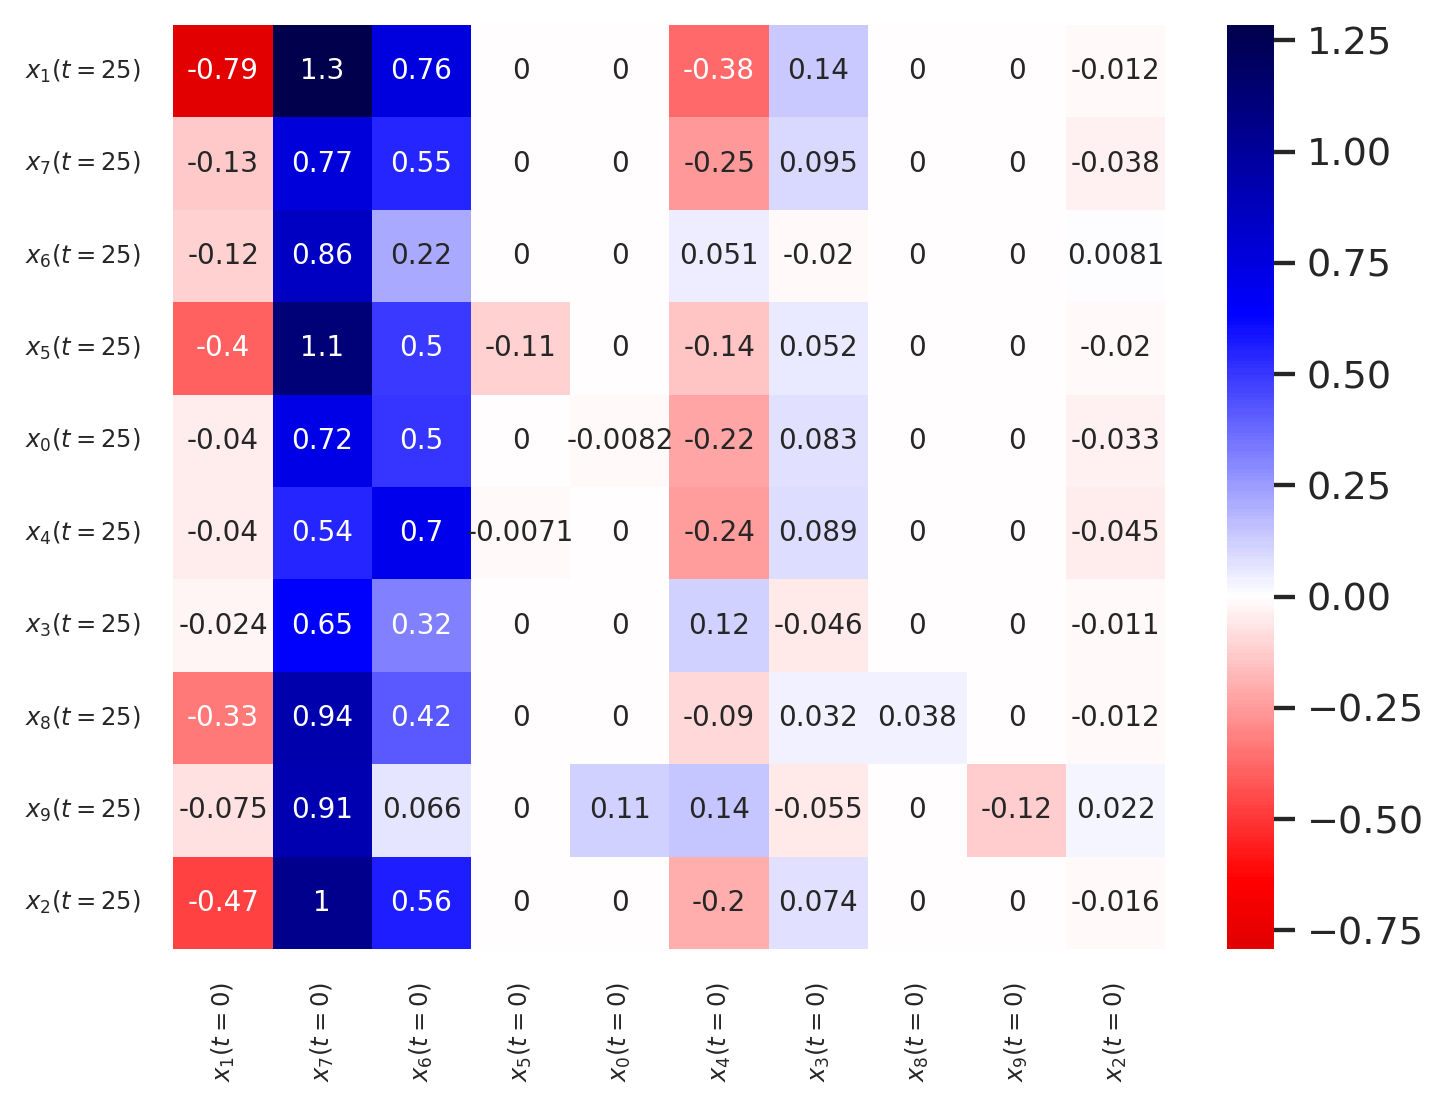 x₁(t = 25) -0.79 1.3 0.76 0 0 -0.38 0.14 0 0 -0.012
x₇(t = 25) -0.13 0.77 0.55 0 0 -0.25 0.095 0 0 -0.038
x₆(t = 25) -0.12 0.86 0.22 0 0 0.051 -0.02 0 0 0.0081
x₅(t = 25) -0.4 1.1 0.5 -0.11 0 -0.14 0.052 0 0 -0.02
x₀(t = 25) -0.04 0.72 0.5 0 -0.0082 -0.22 0.083 0 0 -0.033
x₄(t = 25) -0.04 0.54 0.7 -0.0071 0 -0.24 0.089 0 0 -0.045
x₃(t = 25) -0.024 0.65 0.32 0 0 0.12 -0.046 0 0 -0.011
x₈(t = 25) -0.33 0.94 0.42 0 0 -0.09 0.032 0.038 0 -0.012
x₉(t = 25) -0.075 0.91 0.066 0 0.11 0.14 -0.055 0 -0.12 0.022
x₂(t = 25) -0.47 1 0.56 0 0 -0.2 0.074 0 0 -0.016
x₁(t = 0)
x₇(t = 0)
x₆(t = 0)
x₅(t = 0)
x₀(t = 0)
x₄(t = 0)
x₃(t = 0)
x₈(t = 0)
x₉(t = 0)
x₂(t = 0)
1.25
1.00
0.75
0.50
0.25
0.00
−0.25
−0.50
−0.75